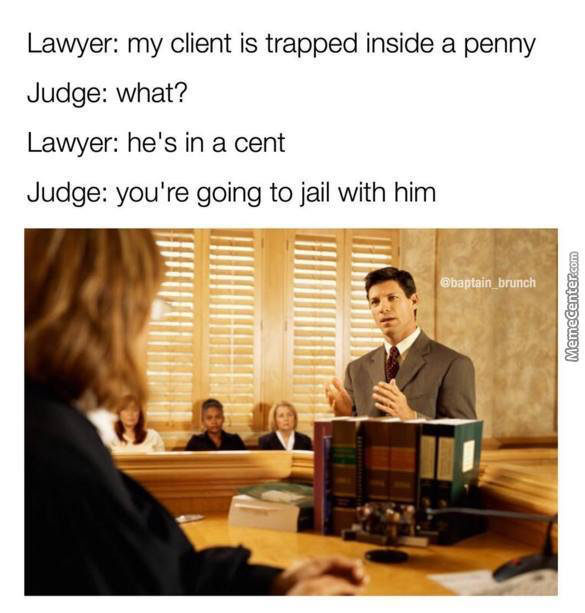 Lawyer: my client is trapped inside a penny
Judge: what?
Lawyer: he's in a cent
Judge: you're going to jail with him
@baptain_brunch
MemeCenter.com